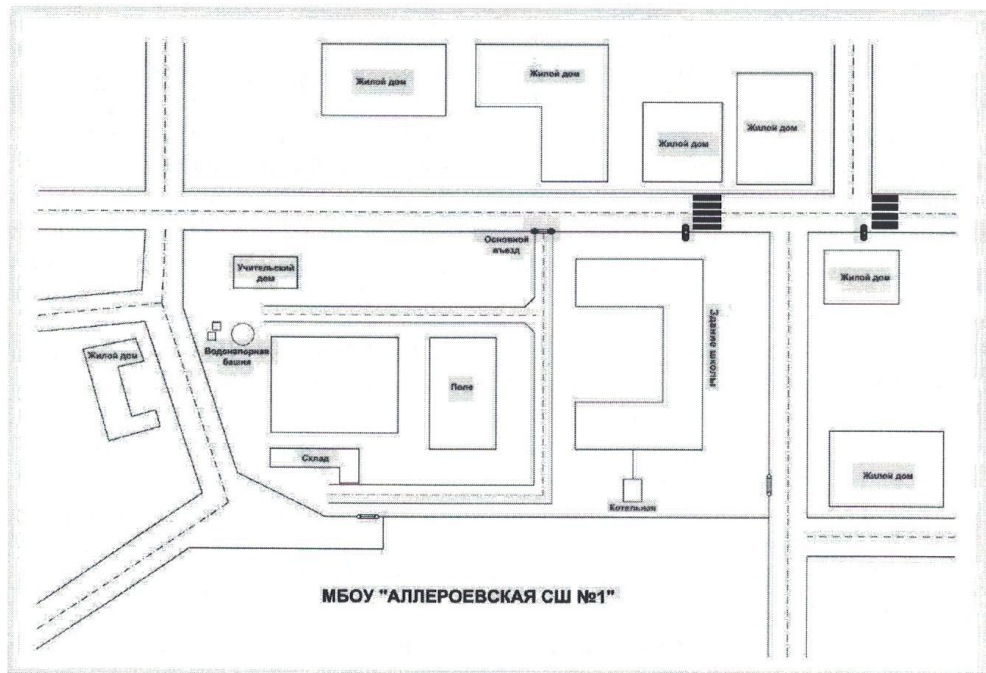 Жилой дом
Жилой дом
Жилой дом
Жилой дом
Основной
въезд
Учительский
дом
Жилой дом
Водонапорная
башня
Жилой дом
Здание школы
Поле
Склад
Жилой дом
Котельная
МБОУ "АЛЛЕРОЕВСКАЯ СШ №1"